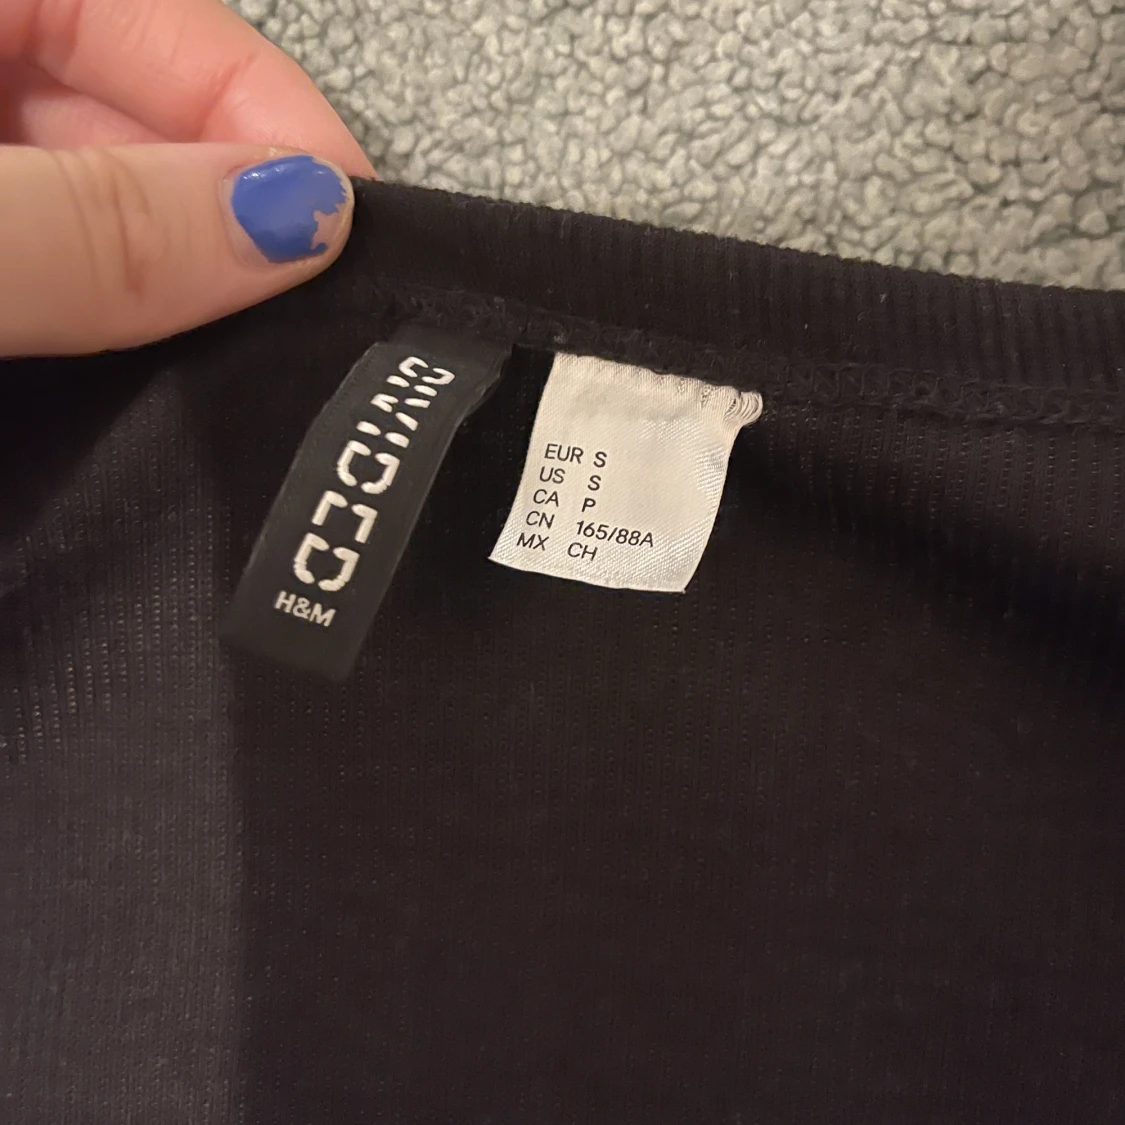 DIVIDED
H&M
EUR S
US S
CA P
CN 165/88A
MX CH